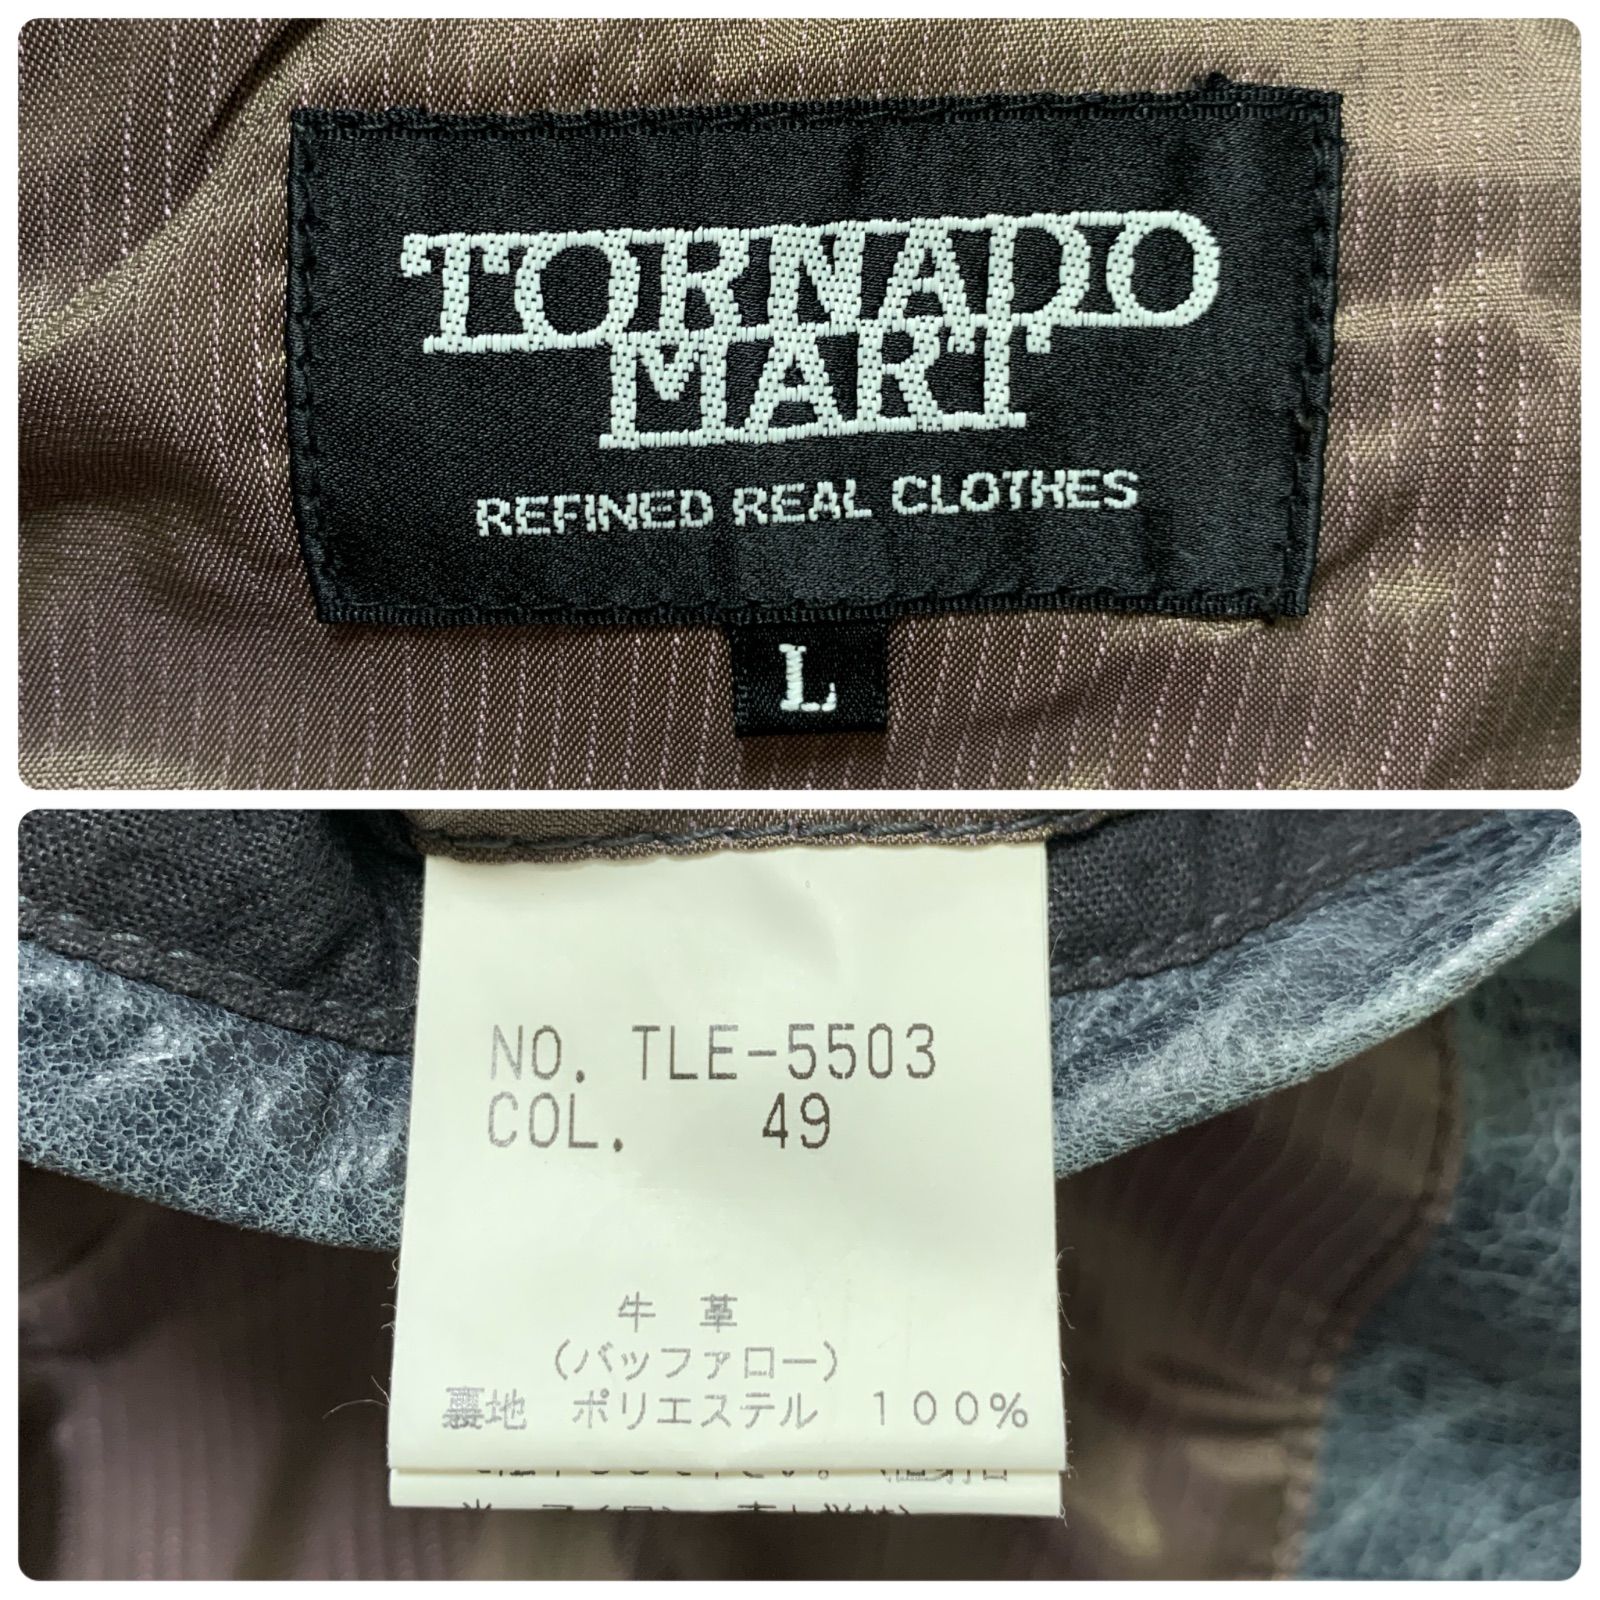 TORNADO
MART
REFINED REAL CLOTHES
L
NO. TLE-5503
COL. 49
牛 革
(バッファロー)
裏地 ポリエステル 100%